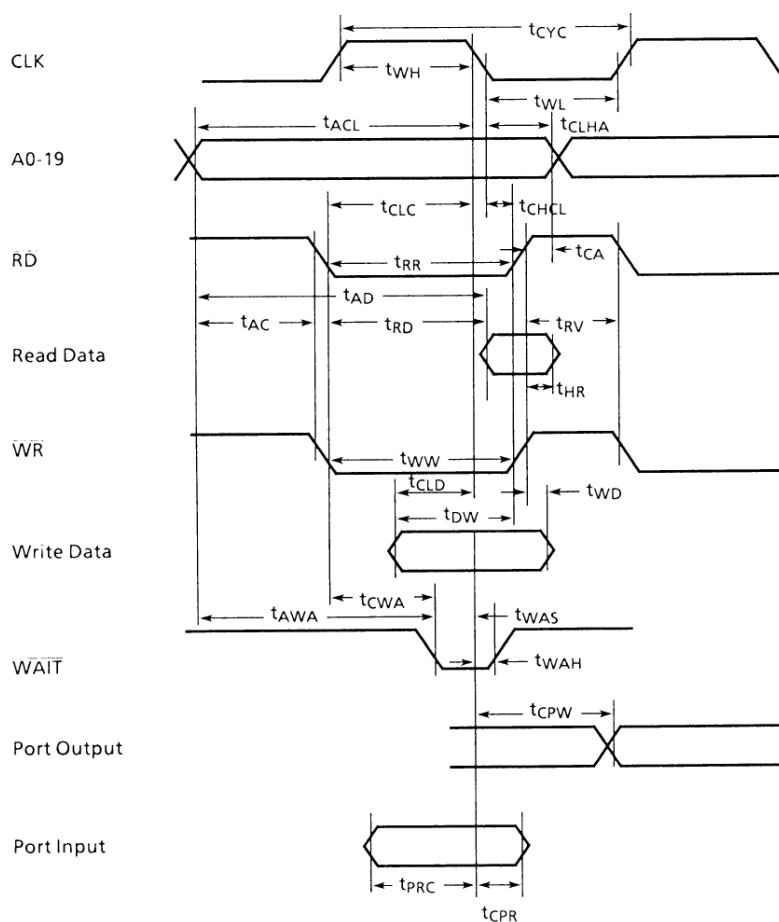 tCYC
CLK
tWH
tWL
tACL
tCLHA
A0-19
tCLC
tCHCL
RD
tRR
tCA
tAD
tAC
tRD
tRV
Read Data
tHR
WR
tWW
tCLD
tWD
tDW
Write Data
tCWA
tAWA
tWAS
WAIT
tWAH
tCPW
Port Output
Port Input
tPRC
tCPR